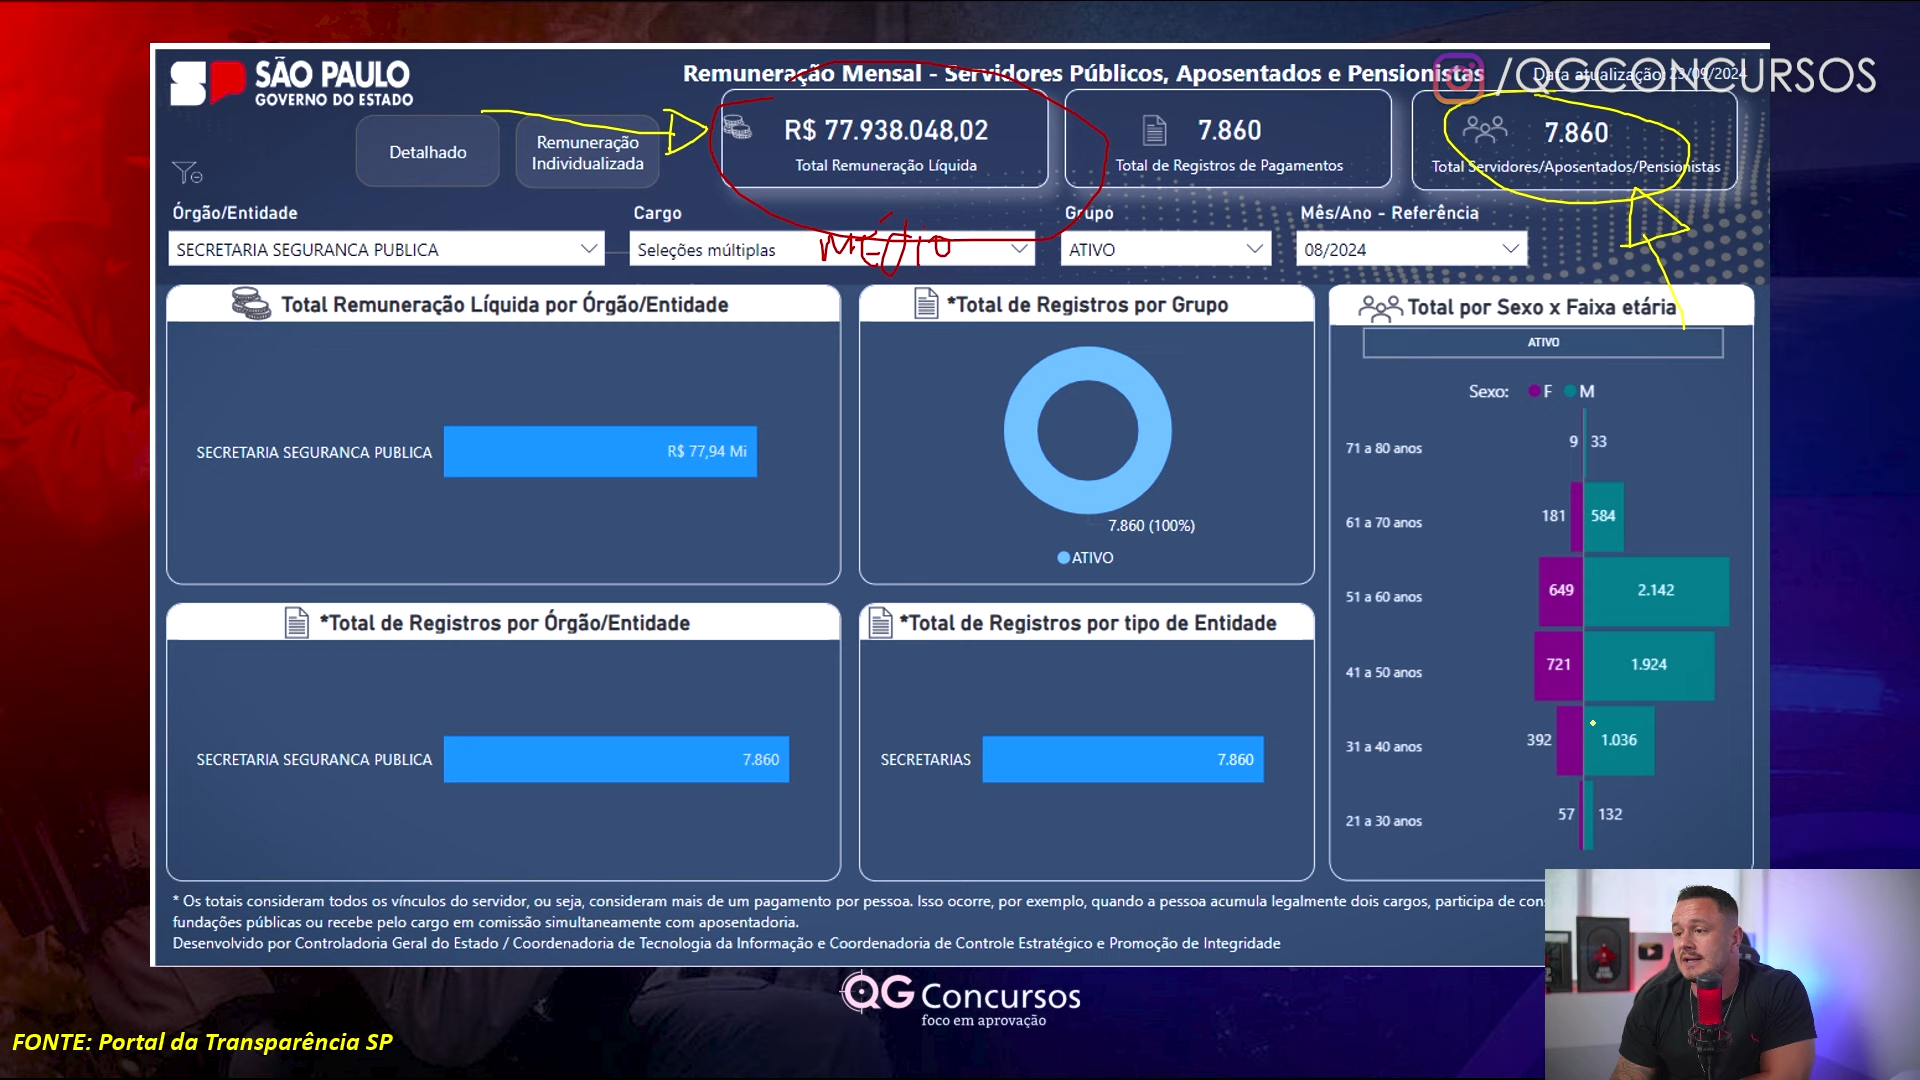 SÃO PAULO
GOVERNO DO ESTADO
Remuneração Mensal - Servidores Públicos, Aposentados e Pensionistas
Data atualização: 23/09/2024
/QGCONCURSOS
Detalhado
Remuneração
Individualizada
R$ 77.938.048,02
Total Remuneração Líquida
7.860
Total de Registros de Pagamentos
7.860
Total Servidores/Aposentados/Pensionistas
Órgão/Entidade
Cargo
Grupo
Mês/Ano - Referência
SECRETARIA SEGURANCA PUBLICA
Seleções múltiplas
MÉDIO
ATIVO
08/2024
Total Remuneração Líquida por Órgão/Entidade
SECRETARIA SEGURANCA PUBLICA
R$ 77,94 Mi
*Total de Registros por Grupo
7.860 (100%)
ATIVO
Total por Sexo x Faixa etária
ATIVO
Sexo: F M
71 a 80 anos 9 33
61 a 70 anos 181 584
51 a 60 anos 649 2.142
41 a 50 anos 721 1.924
31 a 40 anos 392 1.036
21 a 30 anos 57 132
*Total de Registros por Órgão/Entidade
SECRETARIA SEGURANCA PUBLICA
7.860
*Total de Registros por tipo de Entidade
SECRETARIAS
7.860
* Os totais consideram todos os vínculos do servidor, ou seja, consideram mais de um pagamento por pessoa. Isso ocorre, por exemplo, quando a pessoa acumula legalmente dois cargos, participa de
fundações públicas ou recebe pelo cargo em comissão simultaneamente com aposentadoria.
Desenvolvido por Controladoria Geral do Estado / Coordenadoria de Tecnologia da Informação e Coordenadoria de Controle Estratégico e Promoção de Integridade
QG Concursos
foco em aprovação
FONTE: Portal da Transparência SP